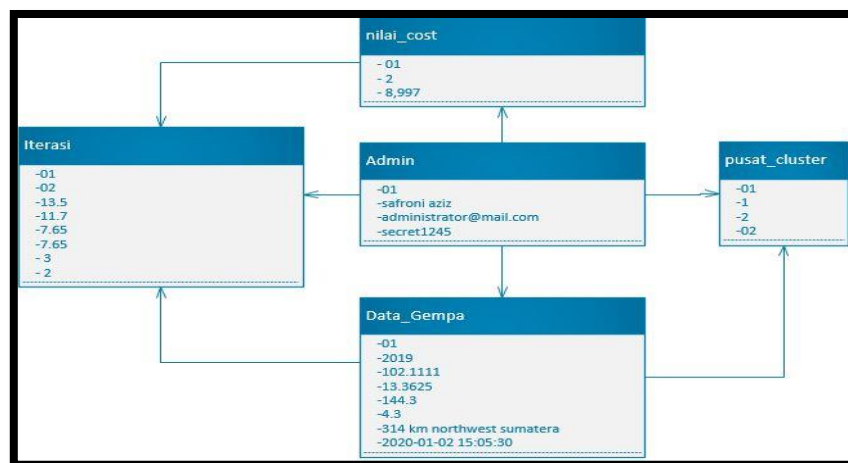 nilai_cost
- 01
- 2
- 8,997
Iterasi
-01
-02
-13.5
-11.7
-7.65
-7.65
- 3
- 2
Admin
-01
-safroni aziz
-administrator@mail.com
-secret1245
pusat_cluster
-01
-1
-2
-02
Data_Gempa
-01
-2019
-102.1111
-13.3625
-144.3
-4.3
-314 km northwest sumatera
-2020-01-02 15:05:30